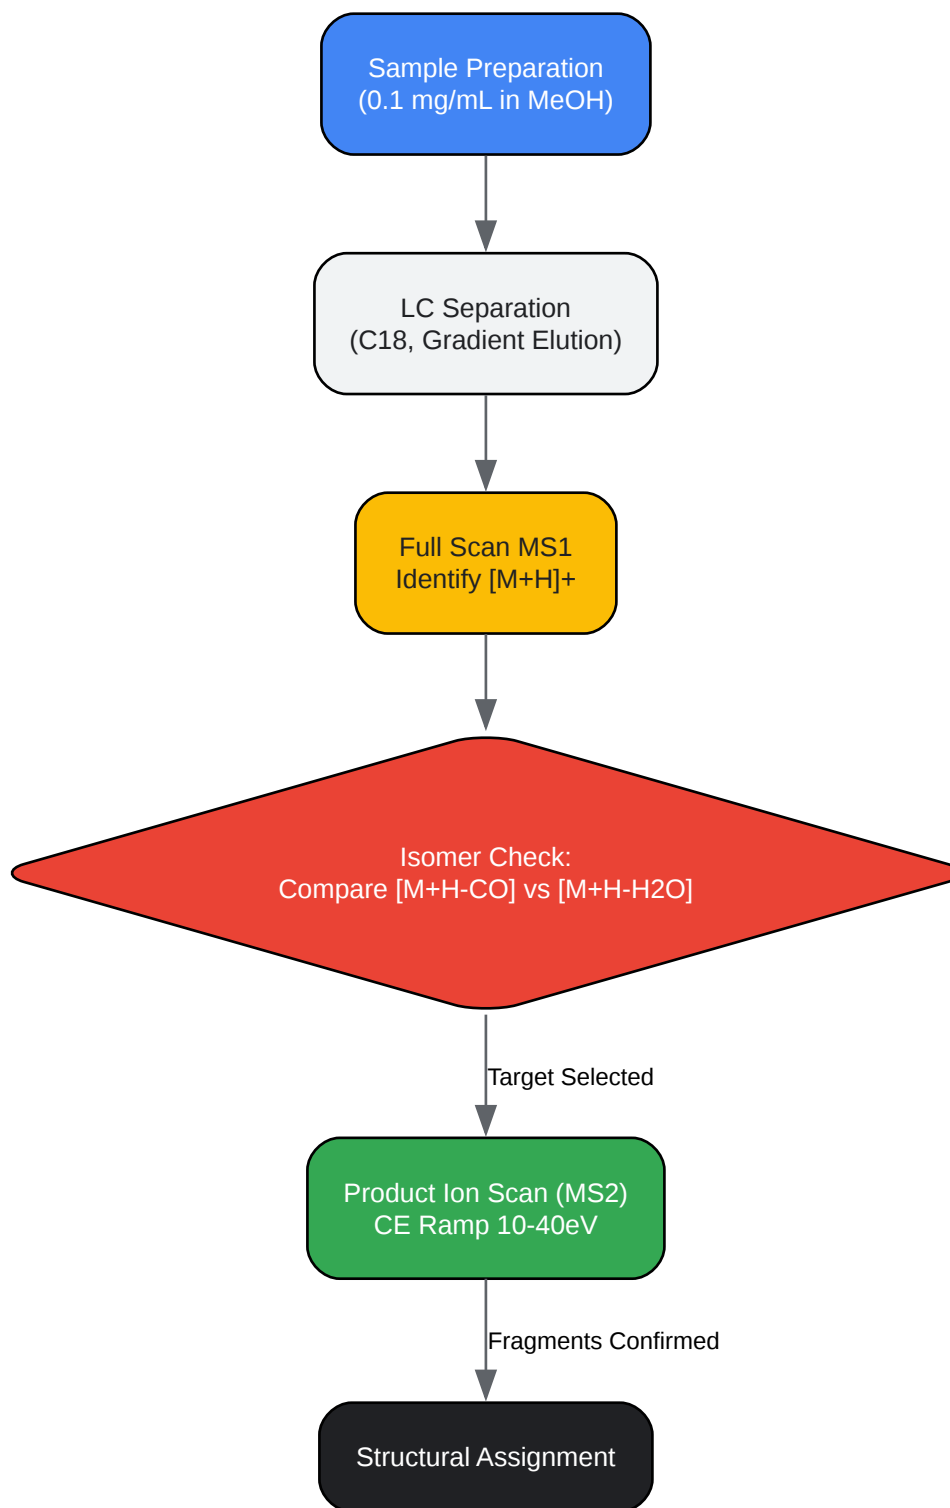 Sample Preparation
(0.1 mg/mL in MeOH)
LC Separation
(C18, Gradient Elution)
Full Scan MS1
Identify [M+H]+
Isomer Check:
Compare [M+H-CO] vs [M+H-H2O]
Target Selected
Product Ion Scan (MS2)
CE Ramp 10-40eV
Fragments Confirmed
Structural Assignment